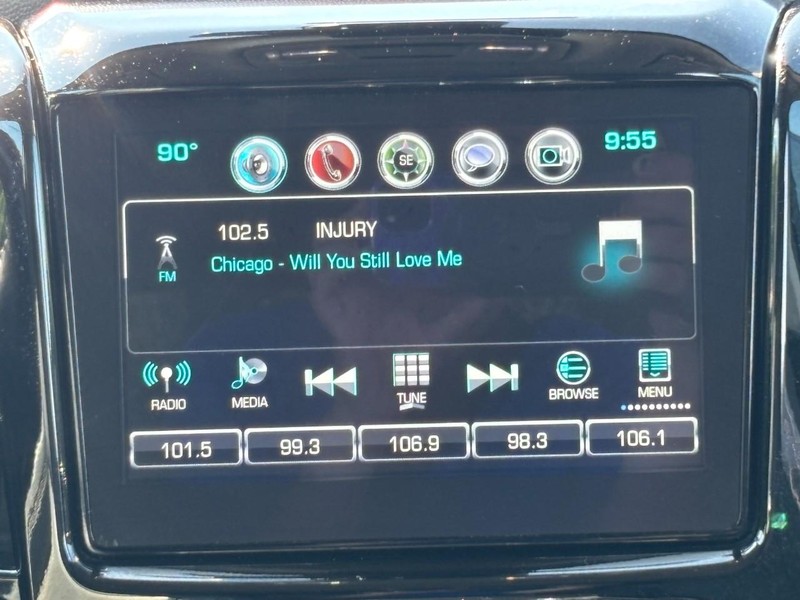 90° SE 9:55
102.5 INJURY
FM Chicago - Will You Still Love Me
RADIO MEDIA TUNE BROWSE MENU
101.5 99.3 106.9 98.3 106.1